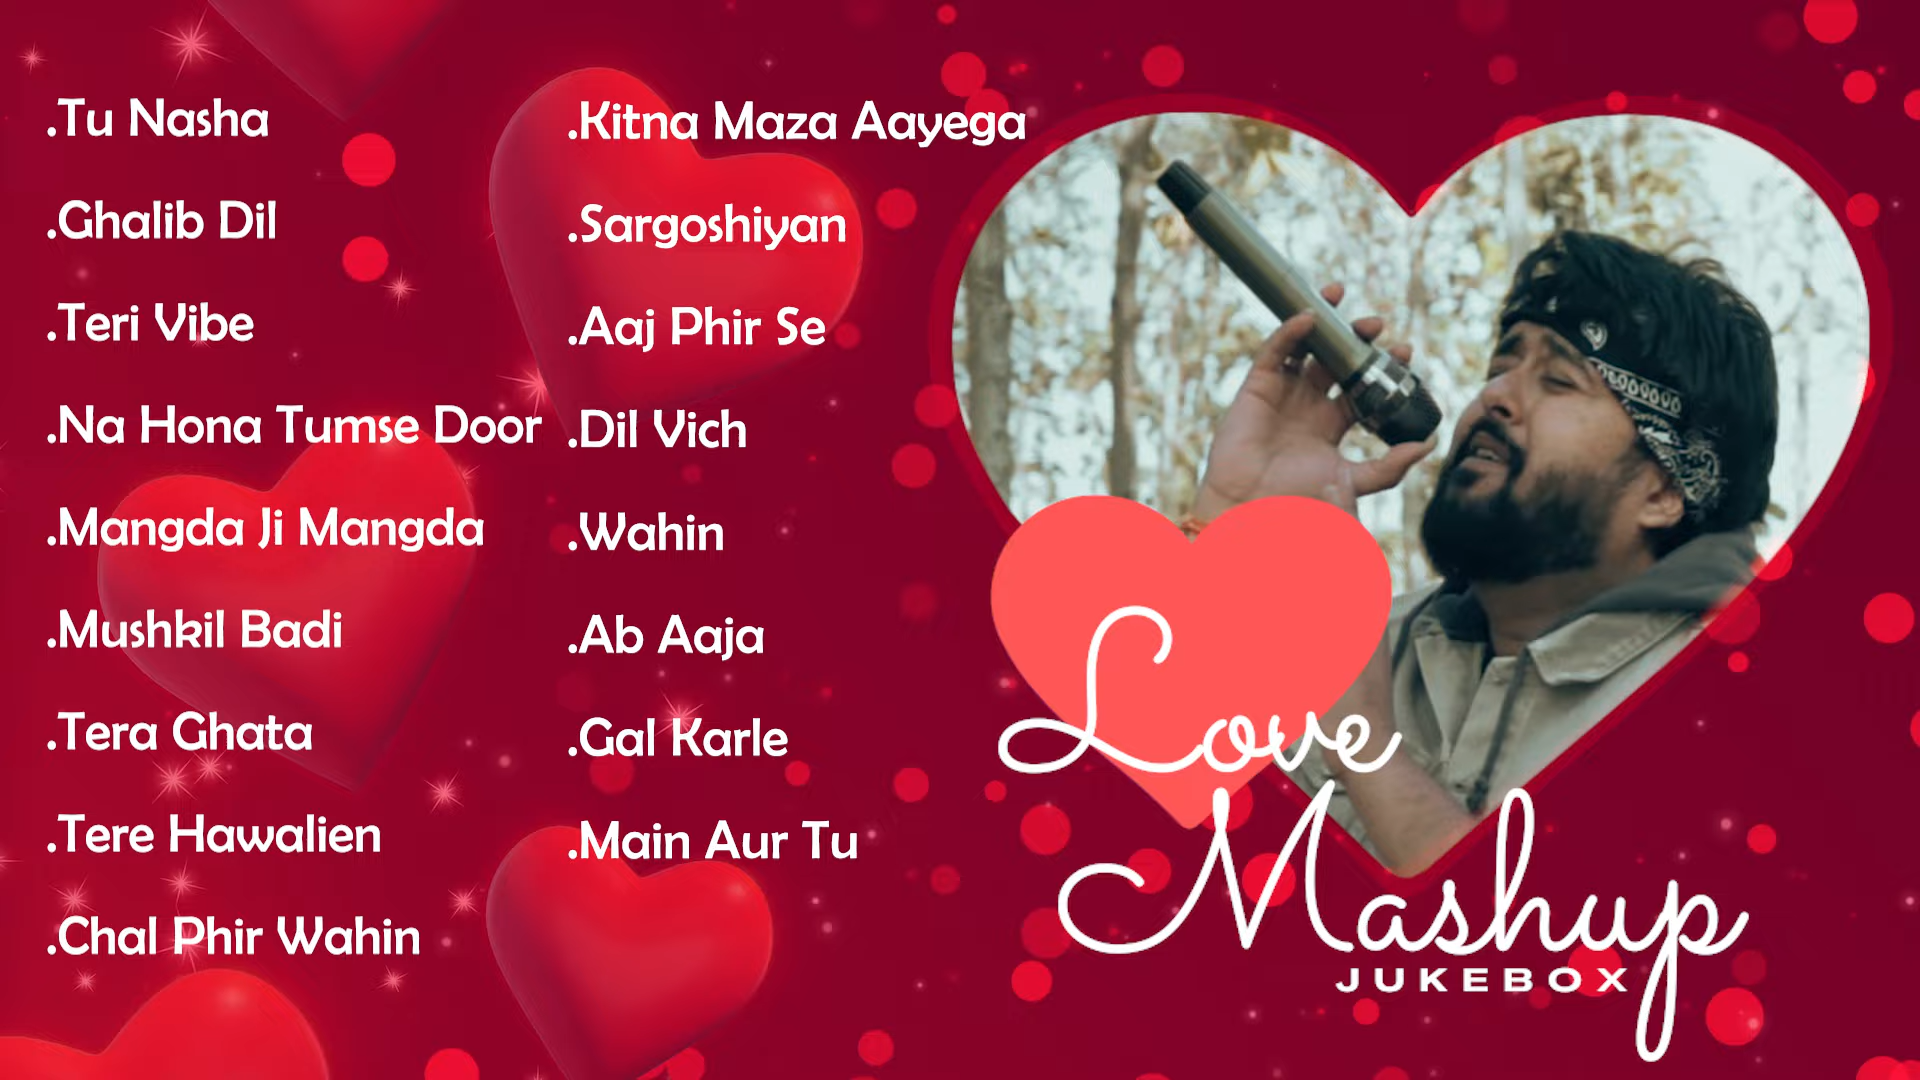 .Tu Nasha
.Ghalib Dil
.Teri Vibe
.Na Hona Tumse Door
.Mangda Ji Mangda
.Mushkil Badi
.Tera Ghata
.Tere Hawalien
.Chal Phir Wahin
.Kitna Maza Aayega
.Sargoshiyan
.Aaj Phir Se
.Dil Vich
.Wahin
.Ab Aaja
.Gal Karle
.Main Aur Tu
Love
Mashup
JUKEBOX